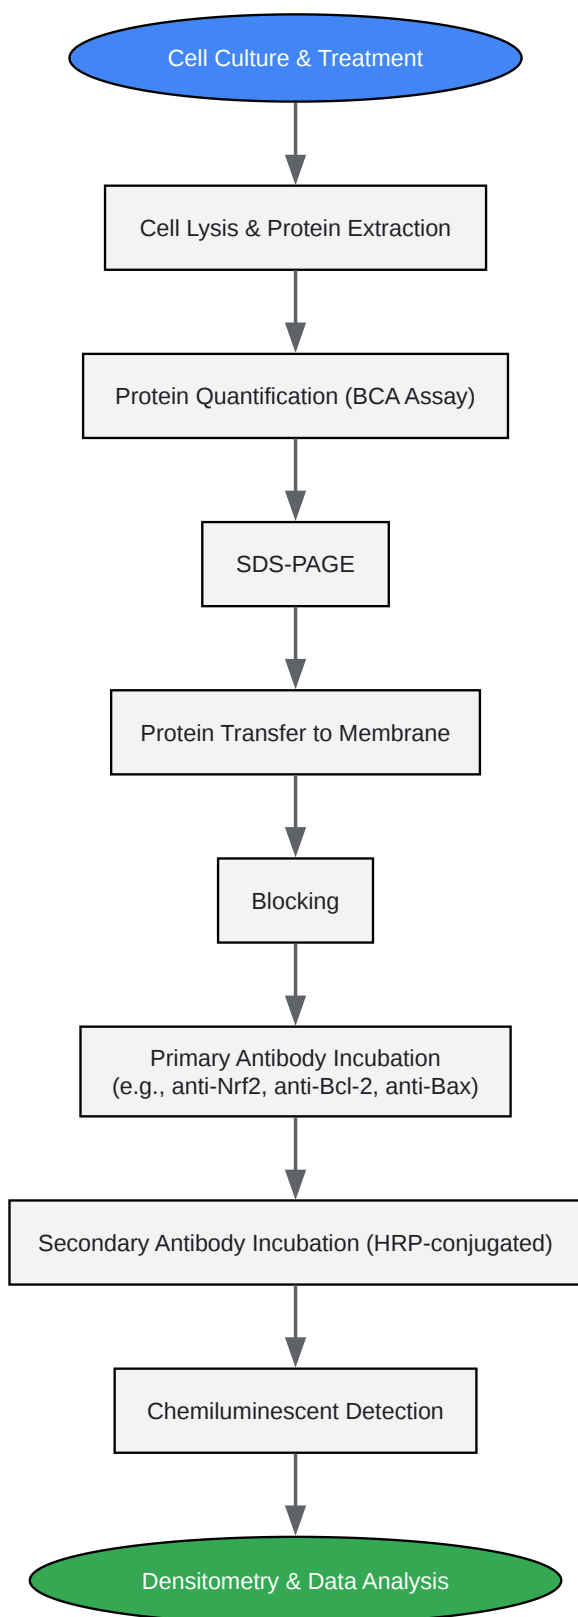 Cell Culture & Treatment
Cell Lysis & Protein Extraction
Protein Quantification (BCA Assay)
SDS-PAGE
Protein Transfer to Membrane
Blocking
Primary Antibody Incubation
(e.g., anti-Nrf2, anti-Bcl-2, anti-Bax)
Secondary Antibody Incubation (HRP-conjugated)
Chemiluminescent Detection
Densitometry & Data Analysis